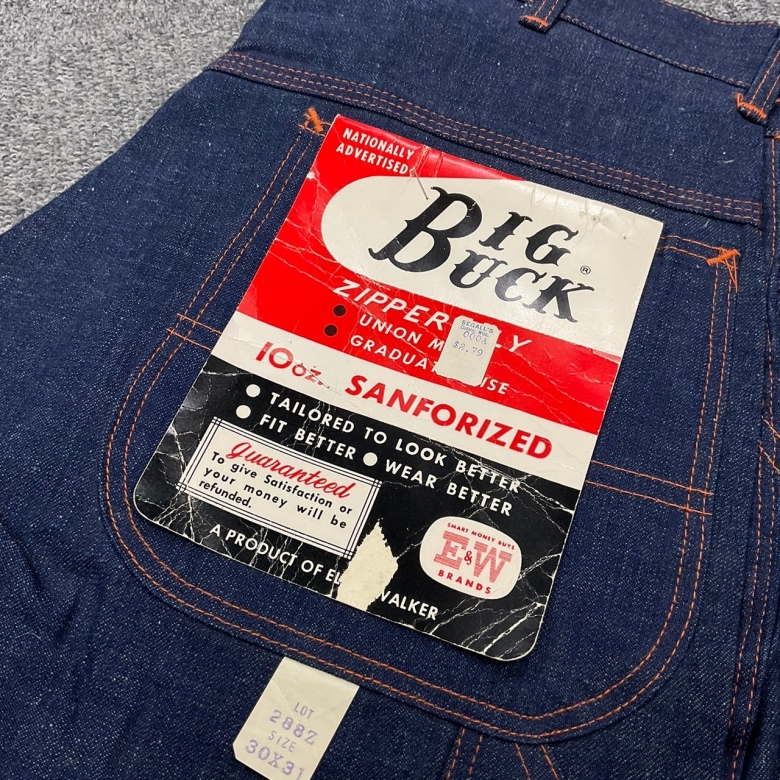 NATIONALLY
ADVERTISED
BIG
BUCK
®
ZIPPER
UNION
SEGALL'S
$2.79
10 oz. SANFORIZED
TAILORED TO LOOK BETTER
FIT BETTER ● WEAR BETTER
Guaranteed
To give Satisfaction or
your money will be
refunded.
SMART MONEY BUYS
E&W
BRANDS
A PRODUCT OF WALKER
LOT
288Z
SIZE
30X31